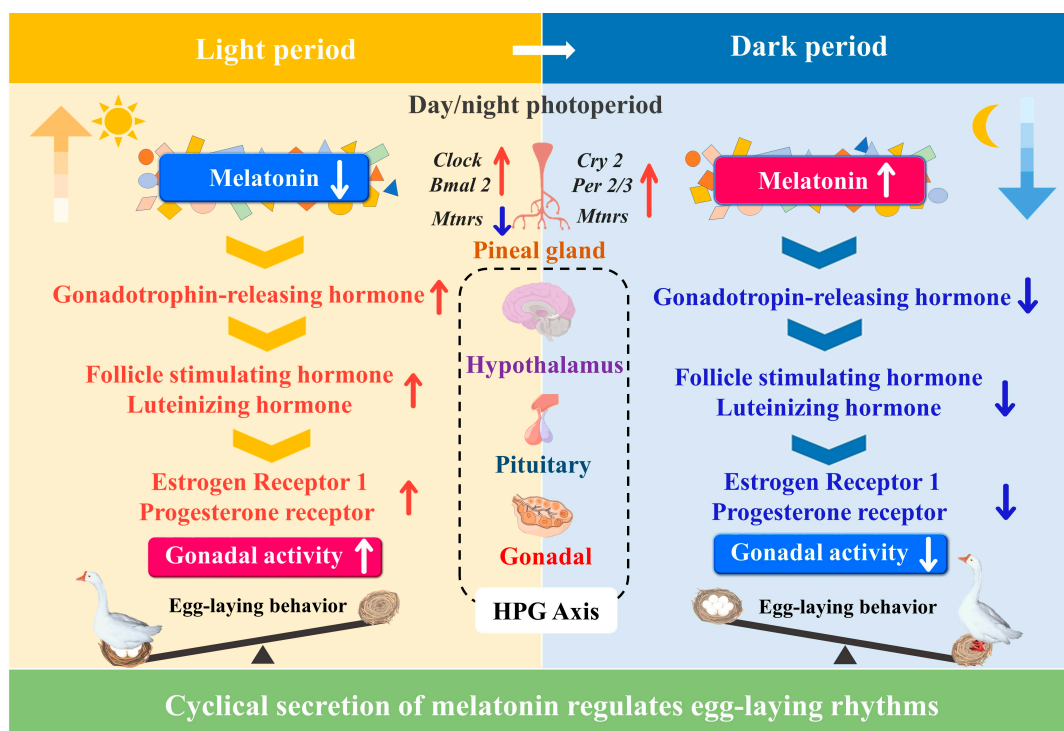 Light period
Dark period
Day/night photoperiod
Melatonin
Clock
Bmal 2
Mtnrs
Cry 2
Per 2/3
Mtnrs
Melatonin
Pineal gland
Gonadotrophin-releasing hormone
Gonadotropin-releasing hormone
Hypothalamus
Follicle stimulating hormone
Luteinizing hormone
Follicle stimulating hormone
Luteinizing hormone
Pituitary
Estrogen Receptor 1
Progesterone receptor
Estrogen Receptor 1
Progesterone receptor
Gonadal activity
Gonadal
Gonadal activity
Egg-laying behavior
HPG Axis
Egg-laying behavior
Cyclical secretion of melatonin regulates egg-laying rhythms